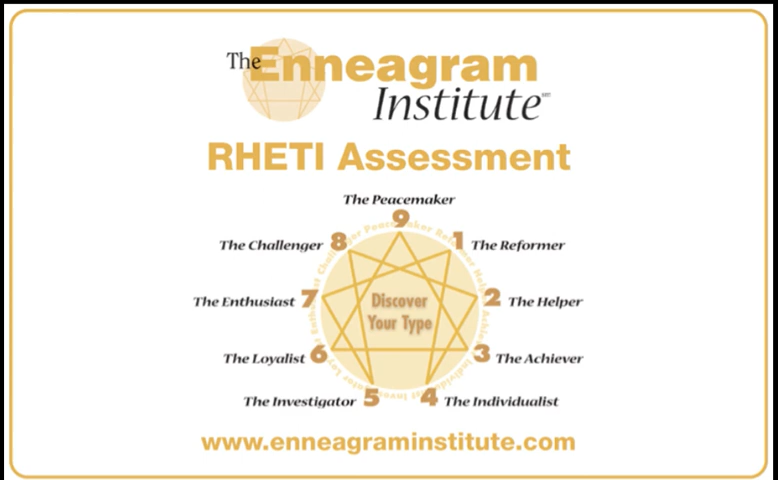 The Enneagram
Institute℠
RHETI Assessment
The Peacemaker
9
The Challenger 8
1 The Reformer
The Enthusiast 7
2 The Helper
Discover
Your Type
The Loyalist 6
3 The Achiever
The Investigator 5
4 The Individualist
www.enneagraminstitute.com